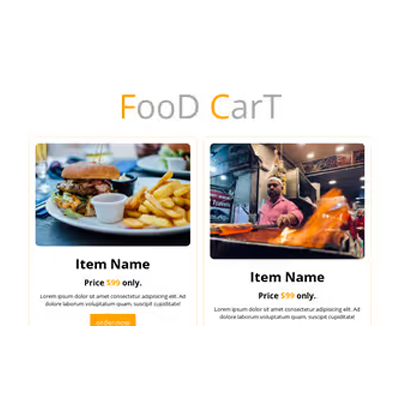 FooD CarT
Item Name
Price $99 only.
Lorem ipsum dolor sit amet consectetur adipisicing elit. Ad
dolore laborum voluptatum quam, suscipit cupiditate!
order now
Item Name
Price $99 only.
Lorem ipsum dolor sit amet consectetur adipisicing elit. Ad
dolore laborum voluptatum quam, suscipit cupiditate!